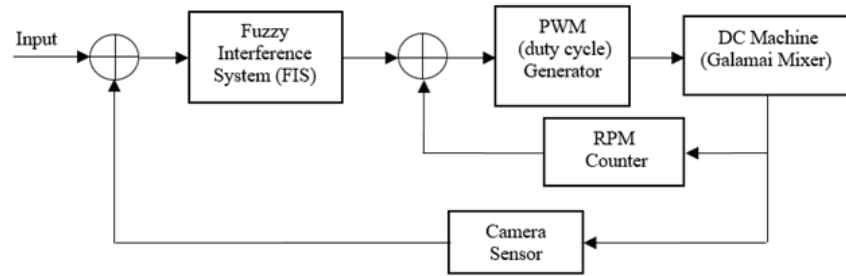 Input
Fuzzy
Interference
System (FIS)
PWM
(duty cycle)
Generator
DC Machine
(Galamai Mixer)
RPM
Counter
Camera
Sensor